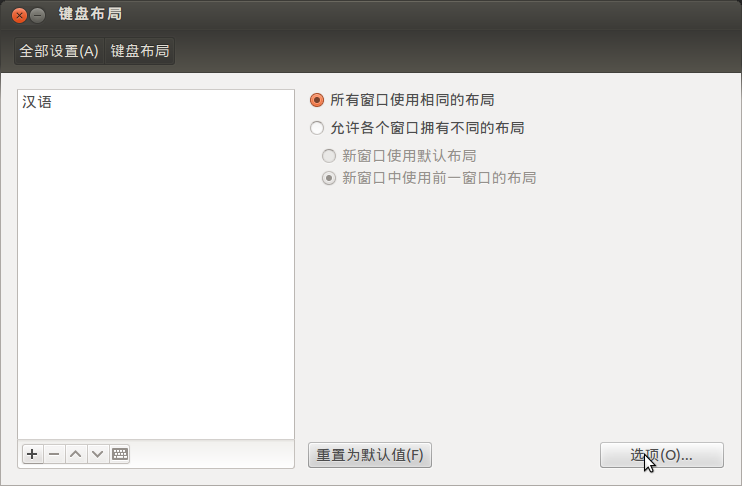 键盘布局
全部设置(A) 键盘布局
汉语
所有窗口使用相同的布局
允许各个窗口拥有不同的布局
新窗口使用默认布局
新窗口中使用前一窗口的布局
重置为默认值(F)
选项(O)...